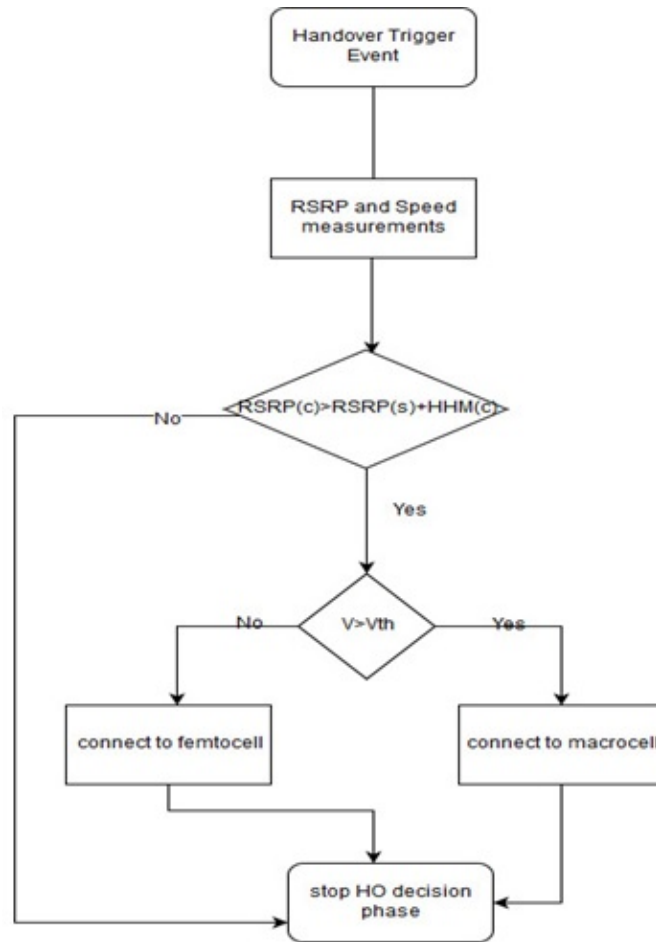 Handover Trigger
Event
RSRP and Speed
measurements
RSRP(c)>RSRP(s)+HHM(c)
No
Yes
V>Vth
No
Yes
connect to femtocell
connect to macrocell
stop HO decision
phase